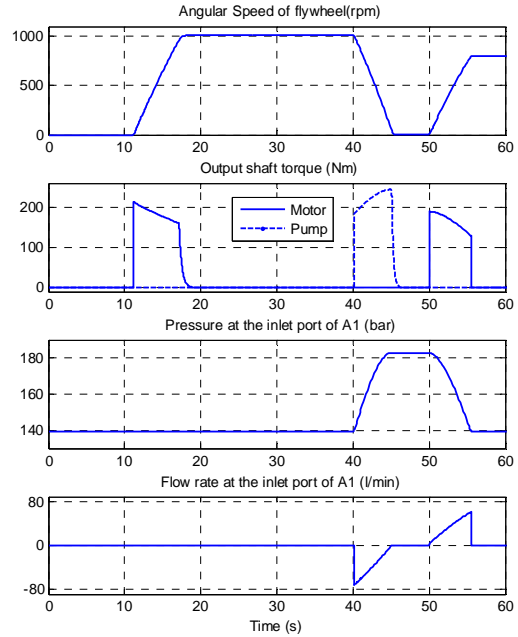 Angular Speed of flywheel(rpm)
1000
500
0
0 10 20 30 40 50 60
Output shaft torque (Nm)
200
100
0
Motor
Pump
0 10 20 30 40 50 60
Pressure at the inlet port of A1 (bar)
180
160
140
0 10 20 30 40 50 60
Flow rate at the inlet port of A1 (l/min)
80
0
-80
0 10 20 30 40 50 60
Time (s)